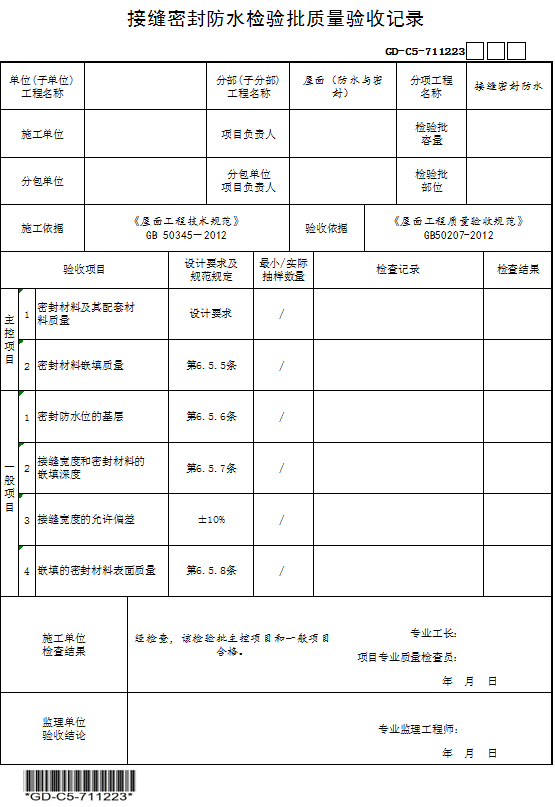 接缝密封防水检验批质量验收记录
GD-C5-711223
单位(子单位)
工程名称
分部(子分部)
工程名称
屋面（防水与密
封）
分项工程
名称
接缝密封防水
施工单位
项目负责人
检验批
容量
分包单位
分包单位
项目负责人
检验批
部位
施工依据
《屋面工程技术规范》
GB 50345－2012
验收依据
《屋面工程质量验收规范》
GB50207-2012
验收项目
设计要求及
规范规定
最小/实际
抽样数量
检查记录
检查结果
主控项目
1
密封材料及其配套材
料质量
设计要求
/
2
密封材料嵌填质量
第6.5.5条
/
一般项目
1
密封防水位的基层
第6.5.6条
/
2
接缝宽度和密封材料的
嵌填深度
第6.5.7条
/
3
接缝宽度的允许偏差
±10%
/
4
嵌填的密封材料表面质量
第6.5.8条
/
施工单位
检查结果
经检查，该检验批主控项目和一般项目
合格。
专业工长：
项目专业质量检查员：
年 月 日
监理单位
验收结论
专业监理工程师：
年 月 日
*GD-C5-711223*